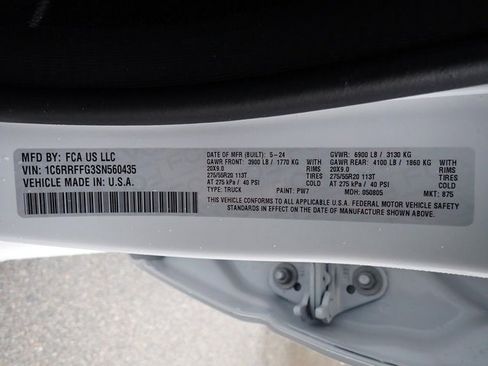 MFD BY: FCA US LLC
VIN: 1C6RRFFG3SN560435
VEHICLE MADE IN U.S.A.
DATE OF MFR (BUILT): 5-24 GVWR: 6900 LB / 3130 KG
GAWR FRONT: 3900 LB / 1770 KG WITH GAWR REAR: 4100 LB / 1860 KG WITH
20X9.0 RIMS 20X9.0 RIMS
275/55R20 113T TIRES 275/55R20 113T TIRES
AT 275 kPa / 40 PSI COLD AT 275 kPa / 40 PSI COLD
TYPE: TRUCK PAINT: PW7 MDH: 050805 MKT: 875
THIS VEHICLE CONFORMS TO ALL APPLICABLE U.S.A. FEDERAL MOTOR VEHICLE SAFETY
STANDARDS IN EFFECT ON THE DATE OF MANUFACTURE SHOWN ABOVE.